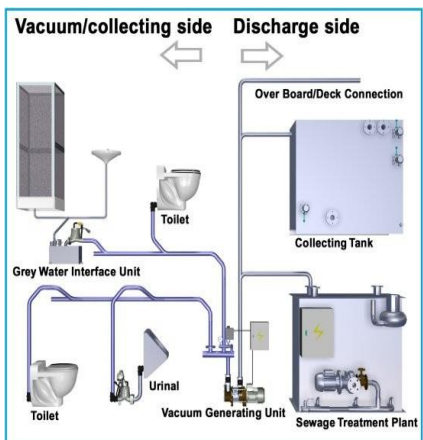 Vacuum/collecting side Discharge side
Over Board/Deck Connection
Toilet
Collecting Tank
Grey Water Interface Unit
Urinal
Toilet
Vacuum Generating Unit
Sewage Treatment Plant